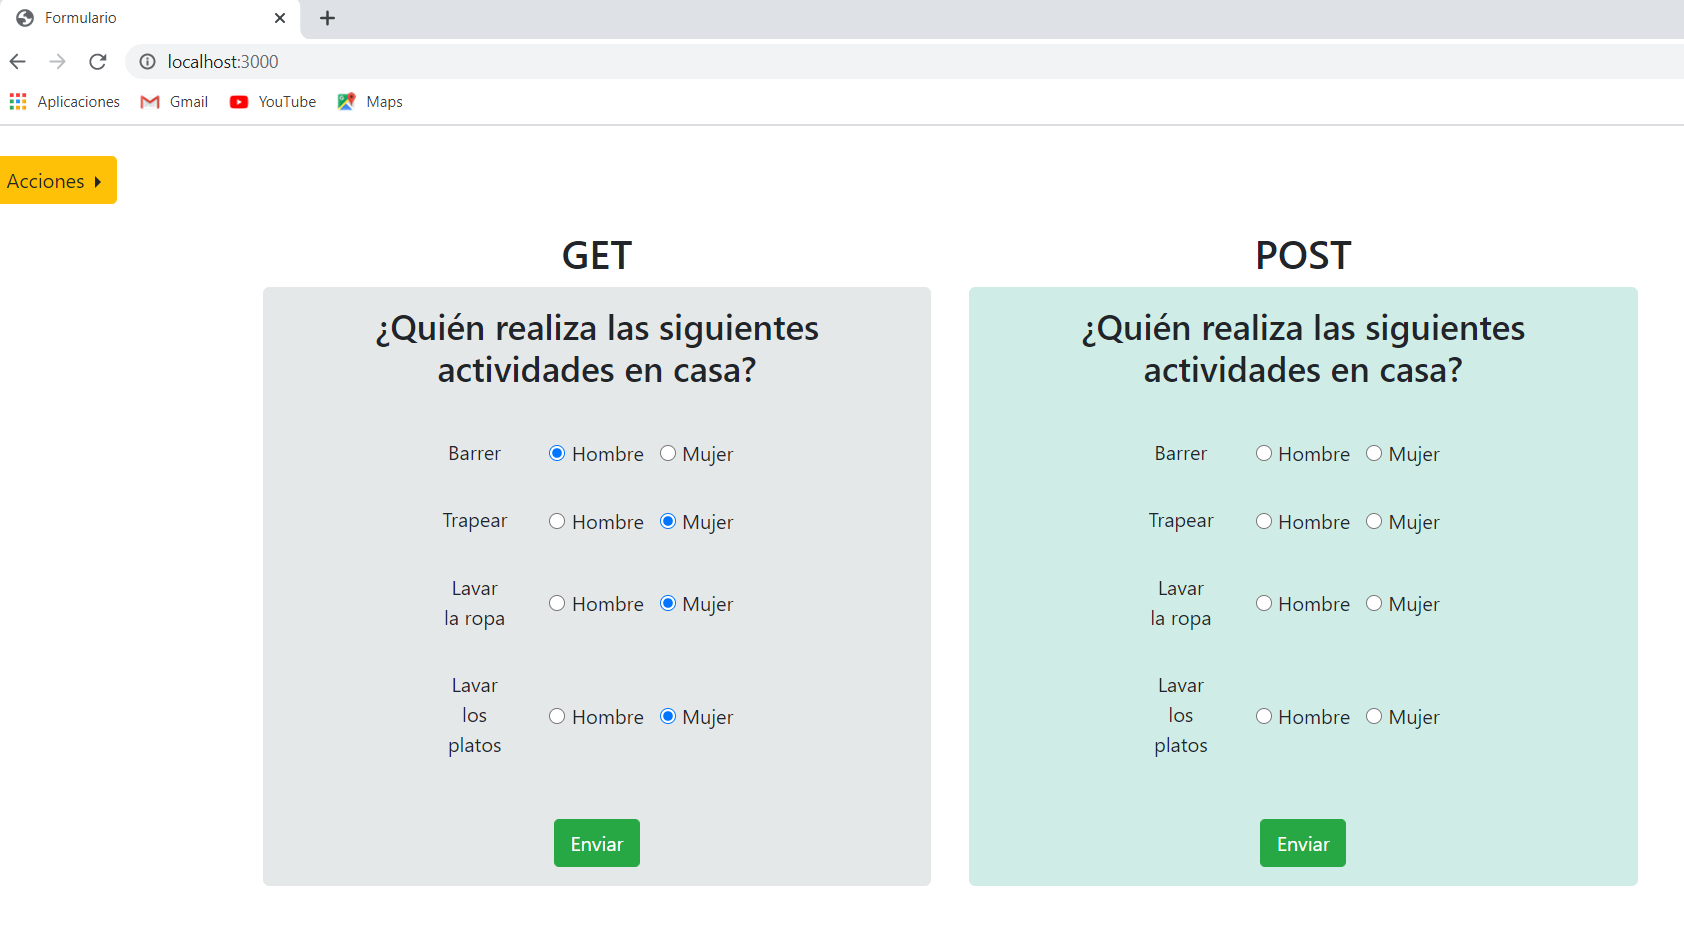 Formulario
localhost:3000
Aplicaciones Gmail YouTube Maps
Acciones
GET
¿Quién realiza las siguientes
actividades en casa?
Barrer Hombre Mujer
Trapear Hombre Mujer
Lavar
la ropa Hombre Mujer
Lavar
los
platos Hombre Mujer
Enviar
POST
¿Quién realiza las siguientes
actividades en casa?
Barrer Hombre Mujer
Trapear Hombre Mujer
Lavar
la ropa Hombre Mujer
Lavar
los
platos Hombre Mujer
Enviar